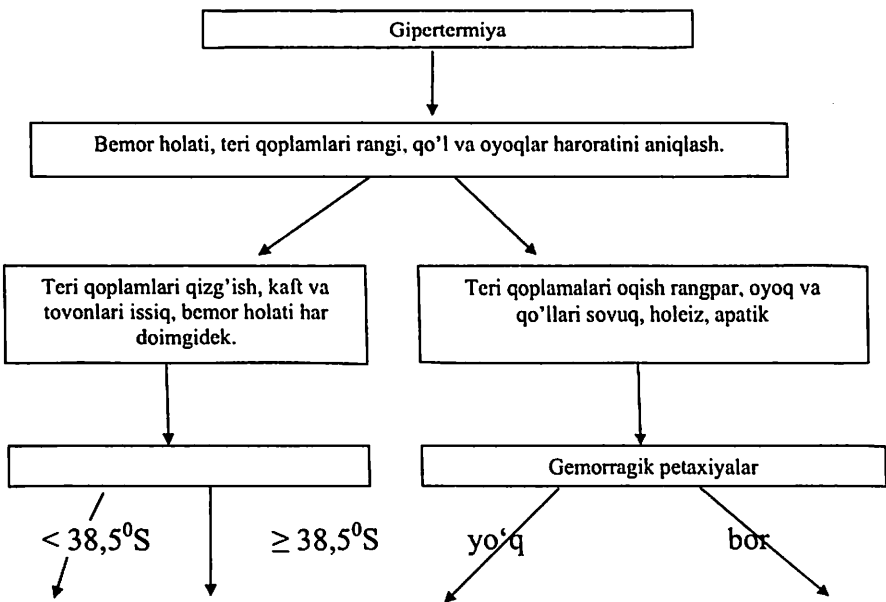 Gipertermiya
Bemor holati, teri qoplamlari rangi, qo'l va oyoqlar haroratini aniqlash.
Teri qoplamlari qizg'ish, kaft va
tovonlari issiq, bemor holati har
doimgidek.
Teri qoplamalari oqish rangpar, oyoq va
qo'llari sovuq, holeiz, apatik
Gemorragik petaxiyalar
< 38,5⁰S
≥ 38,5⁰S
yo‘q
bor